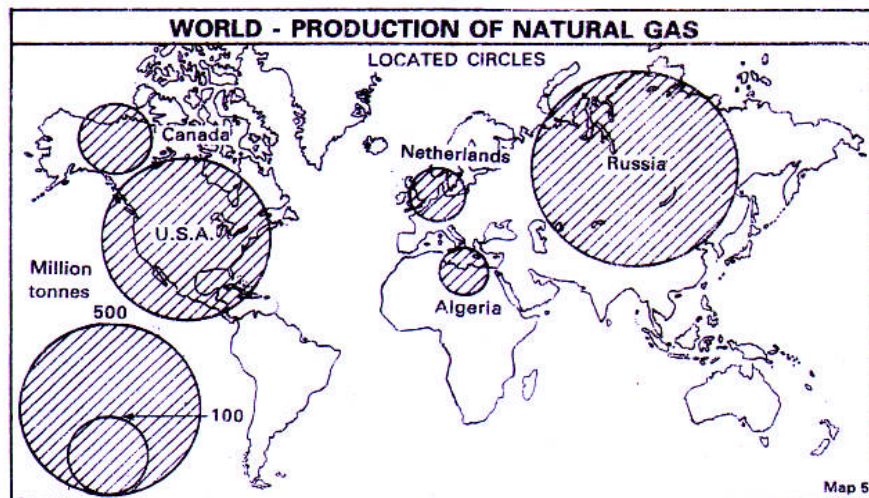 WORLD - PRODUCTION OF NATURAL GAS
LOCATED CIRCLES
Canada
Netherlands
Russia
U.S.A.
Million
tonnes
Algeria
500
100
Map 5